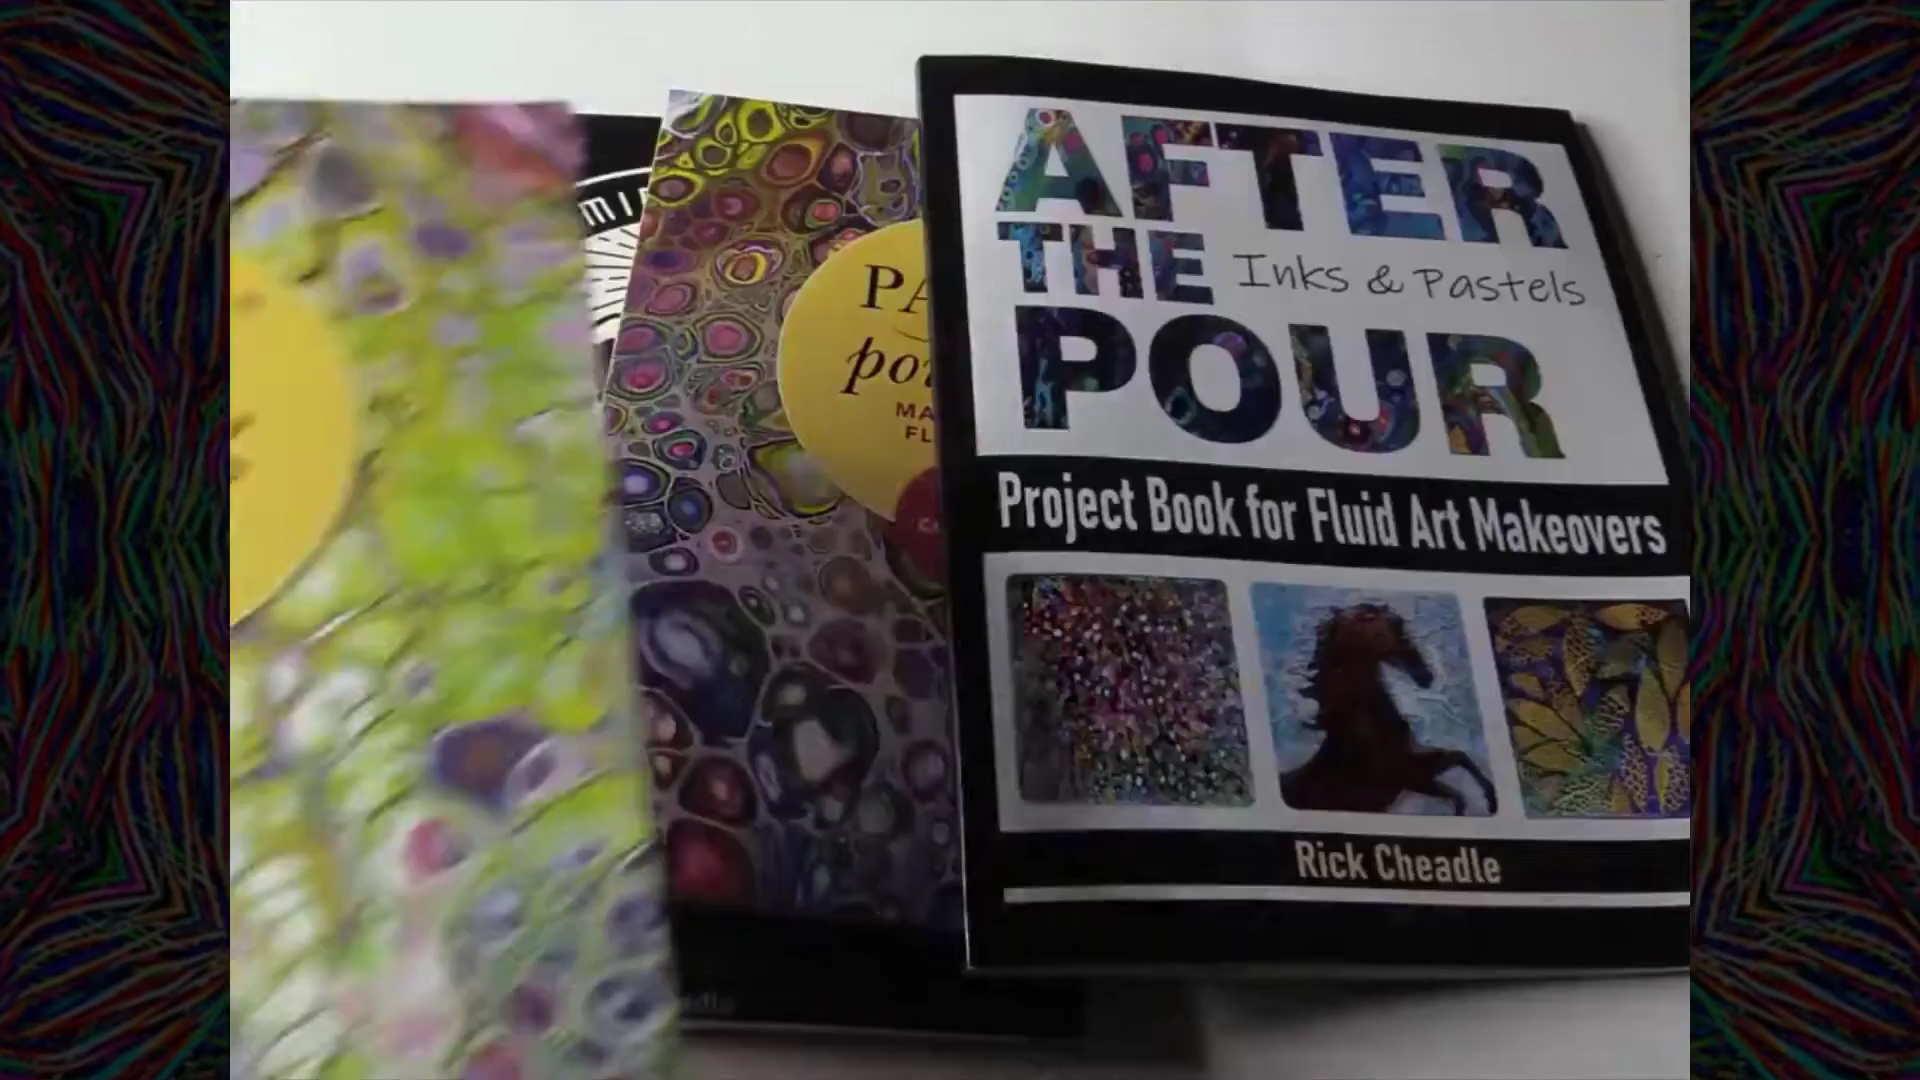 AFTER
THE Inks & Pastels
POUR
Project Book for Fluid Art Makeovers
Rick Cheadle